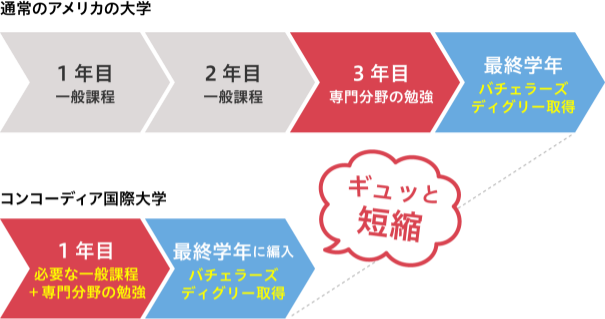 通常のアメリカの大学
1年目
一般課程
2年目
一般課程
3年目
専門分野の勉強
最終学年
バチェラーズ
ディグリー取得
ギュッと
短縮
コンコーディア国際大学
1年目
必要な一般課程
+専門分野の勉強
最終学年に編入
バチェラーズ
ディグリー取得